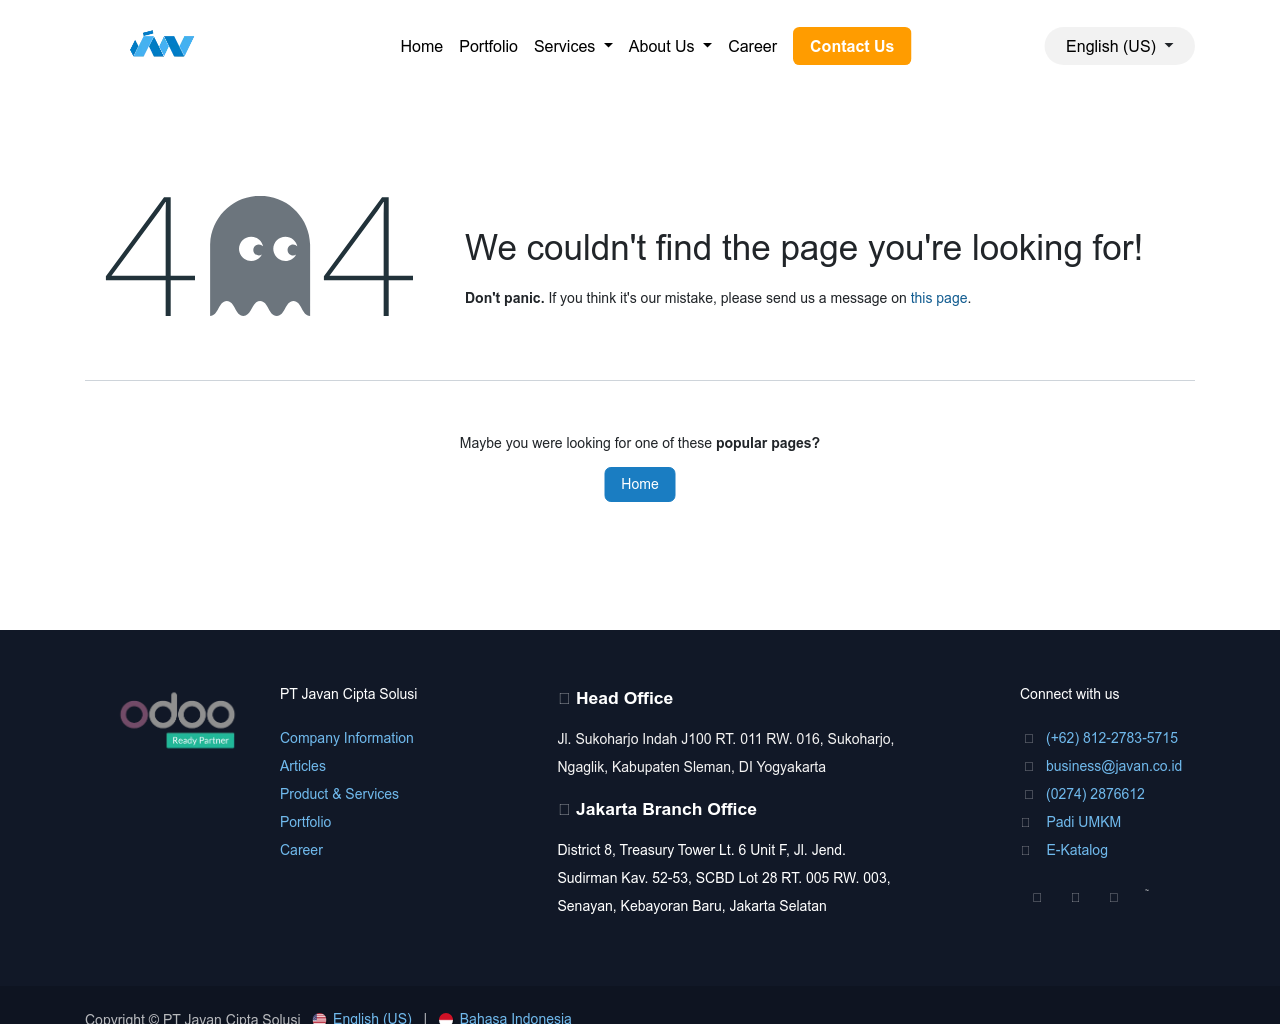 Home Portfolio Services About Us Career Contact Us English (US)
404
We couldn't find the page you're looking for!
Don't panic. If you think it's our mistake, please send us a message on this page.
Maybe you were looking for one of these popular pages?
Home
odoo
Ready Partner
PT Javan Cipta Solusi
Company Information
Articles
Product & Services
Portfolio
Career
Head Office
Jl. Sukoharjo Indah J100 RT. 011 RW. 016, Sukoharjo,
Ngaglik, Kabupaten Sleman, DI Yogyakarta
Jakarta Branch Office
District 8, Treasury Tower Lt. 6 Unit F, Jl. Jend.
Sudirman Kav. 52-53, SCBD Lot 28 RT. 005 RW. 003,
Senayan, Kebayoran Baru, Jakarta Selatan
Connect with us
(+62) 812-2783-5715
business@javan.co.id
(0274) 2876612
Padi UMKM
E-Katalog
Copyright © PT Javan Cipta Solusi English (US) | Bahasa Indonesia